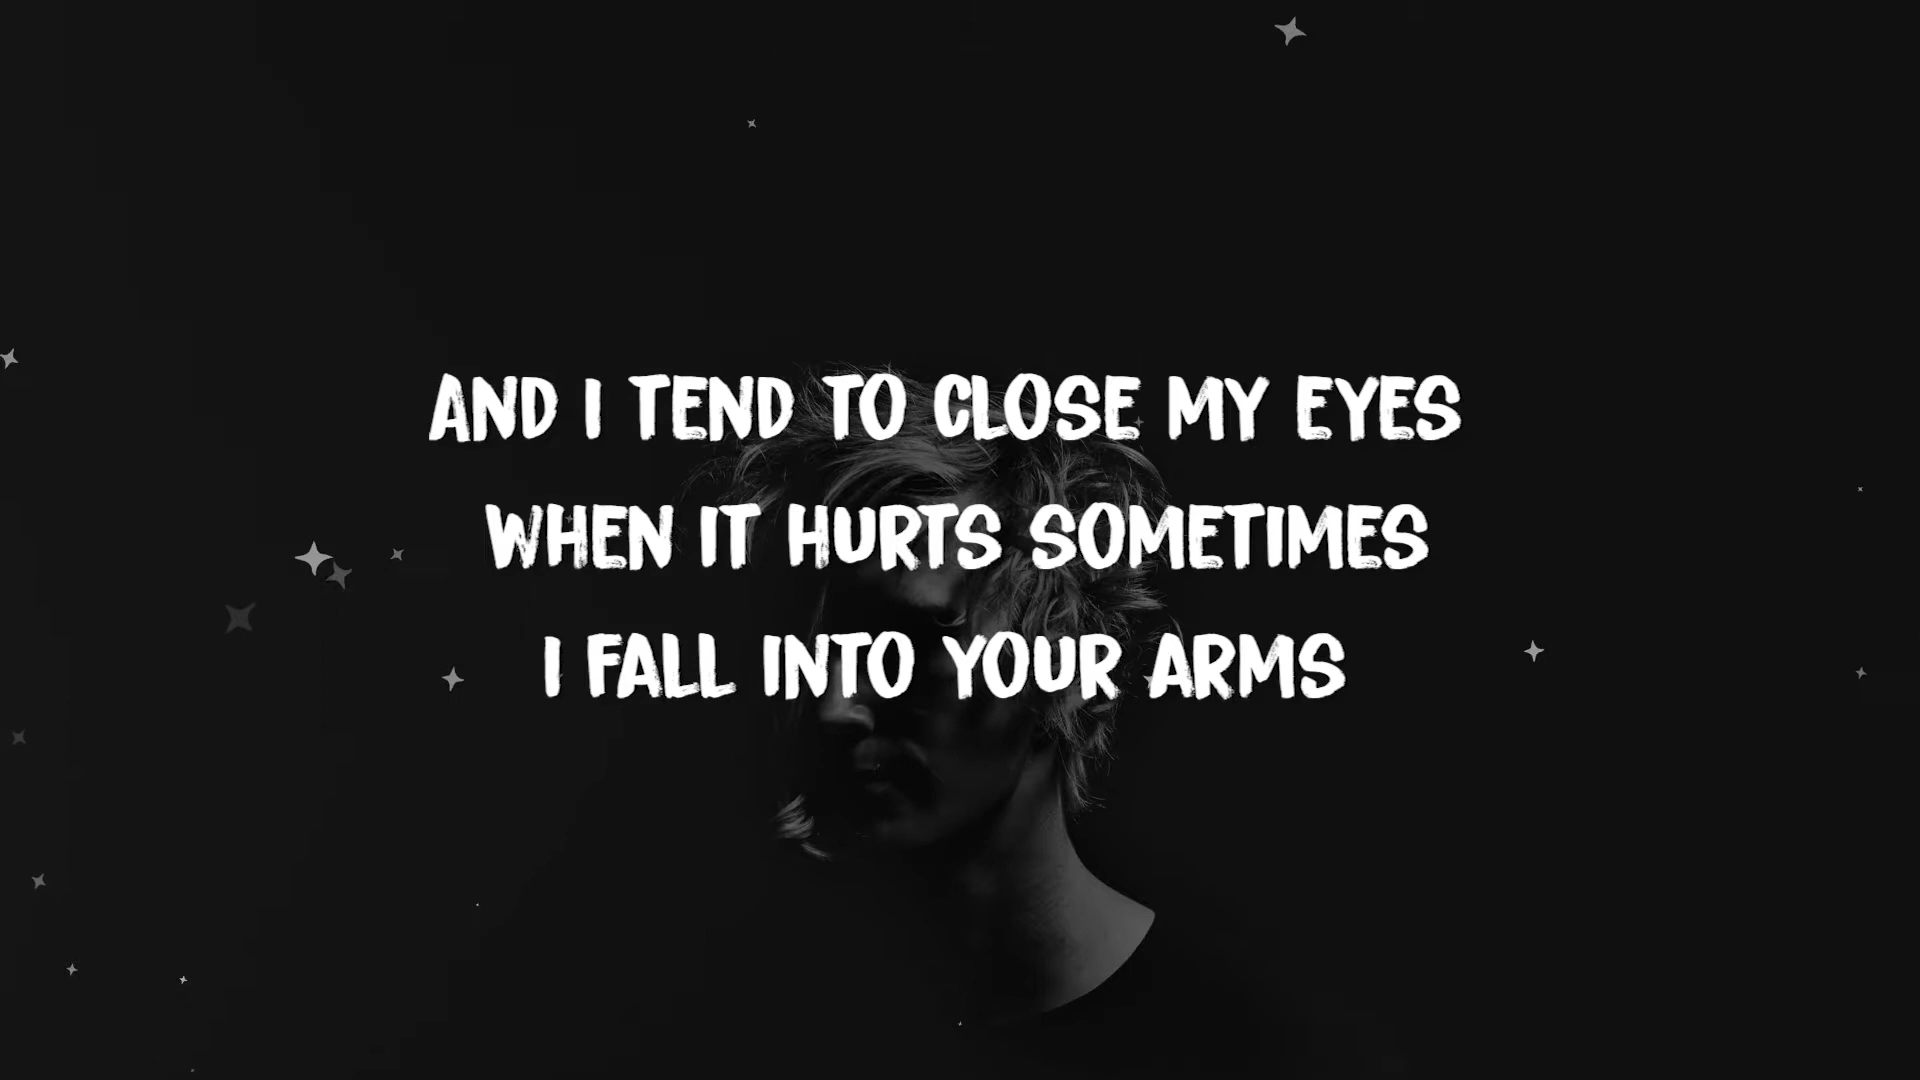 AND I TEND TO CLOSE MY EYES
WHEN IT HURTS SOMETIMES
I FALL INTO YOUR ARMS